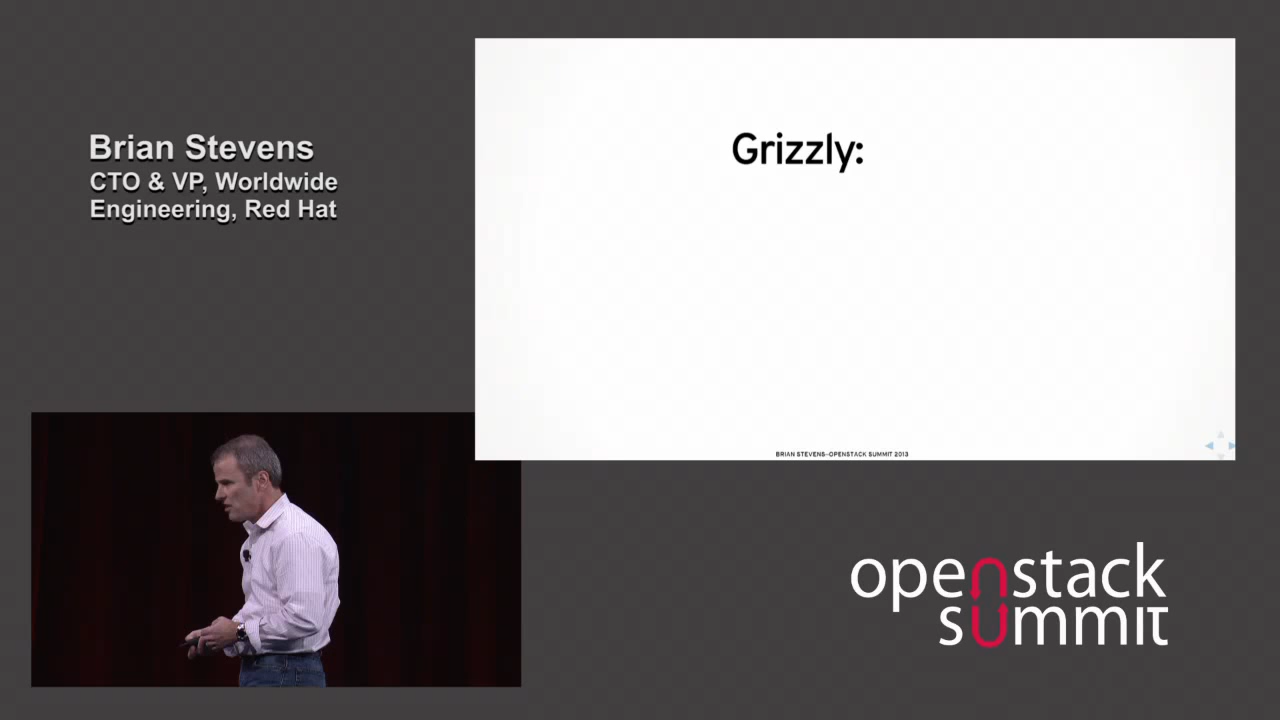 Brian Stevens
CTO & VP, Worldwide
Engineering, Red Hat
Grizzly:
BRIAN STEVENS–OPENSTACK SUMMIT 2013
openstack
summit